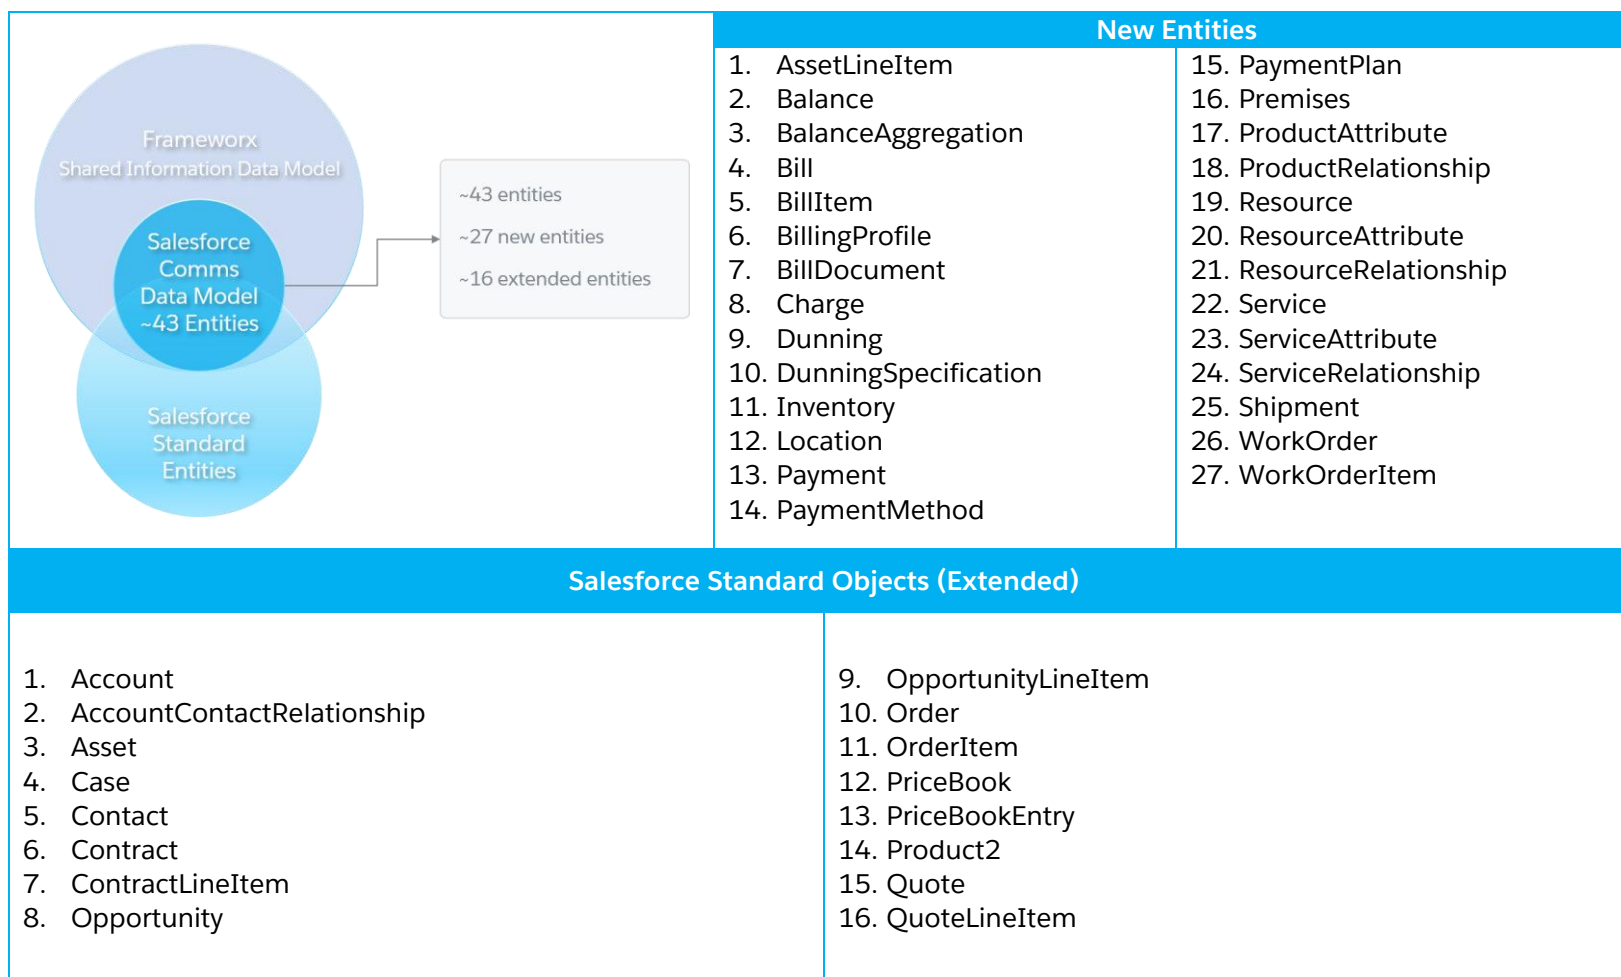 Frameworx
Shared Information Data Model
Salesforce
Comms
Data Model
~43 Entities
Salesforce
Standard
Entities
~43 entities
~27 new entities
~16 extended entities
New Entities
1. AssetLineItem
2. Balance
3. BalanceAggregation
4. Bill
5. BillItem
6. BillingProfile
7. BillDocument
8. Charge
9. Dunning
10. DunningSpecification
11. Inventory
12. Location
13. Payment
14. PaymentMethod
15. PaymentPlan
16. Premises
17. ProductAttribute
18. ProductRelationship
19. Resource
20. ResourceAttribute
21. ResourceRelationship
22. Service
23. ServiceAttribute
24. ServiceRelationship
25. Shipment
26. WorkOrder
27. WorkOrderItem
Salesforce Standard Objects (Extended)
1. Account
2. AccountContactRelationship
3. Asset
4. Case
5. Contact
6. Contract
7. ContractLineItem
8. Opportunity
9. OpportunityLineItem
10. Order
11. OrderItem
12. PriceBook
13. PriceBookEntry
14. Product2
15. Quote
16. QuoteLineItem